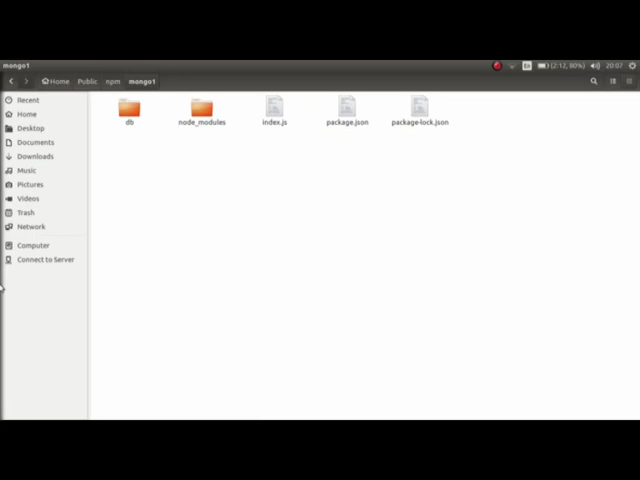 mongo1
En (2:12, 80%) 20:07
Home Public npm mongo1
Recent
Home
Desktop
Documents
Downloads
Music
Pictures
Videos
Trash
Network
Computer
Connect to Server
db node_modules index.js package.json package-lock.json